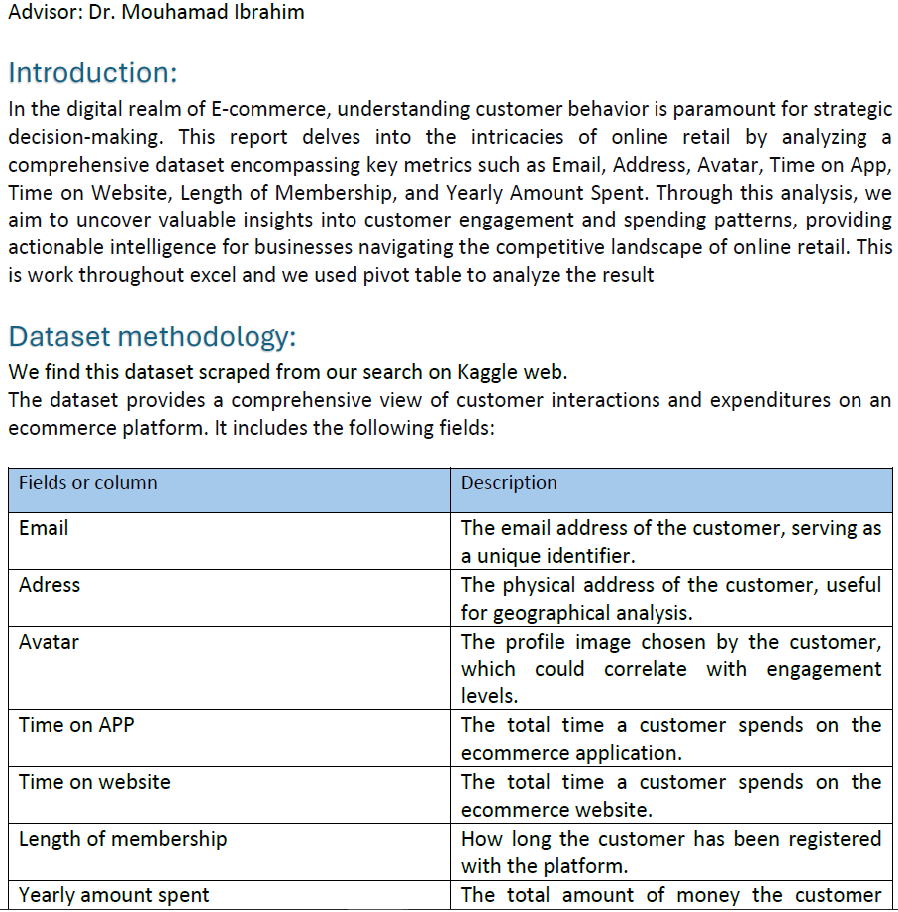 Advisor: Dr. Mouhamad Ibrahim
Introduction:
In the digital realm of E-commerce, understanding customer behavior is paramount for strategic
decision-making. This report delves into the intricacies of online retail by analyzing a
comprehensive dataset encompassing key metrics such as Email, Address, Avatar, Time on App,
Time on Website, Length of Membership, and Yearly Amount Spent. Through this analysis, we
aim to uncover valuable insights into customer engagement and spending patterns, providing
actionable intelligence for businesses navigating the competitive landscape of online retail. This
is work throughout excel and we used pivot table to analyze the result
Dataset methodology:
We find this dataset scraped from our search on Kaggle web.
The dataset provides a comprehensive view of customer interactions and expenditures on an
ecommerce platform. It includes the following fields:
Fields or column
Description
Email
The email address of the customer, serving as
a unique identifier.
Adress
The physical address of the customer, useful
for geographical analysis.
Avatar
The profile image chosen by the customer,
which could correlate with engagement
levels.
Time on APP
The total time a customer spends on the
ecommerce application.
Time on website
The total time a customer spends on the
ecommerce website.
Length of membership
How long the customer has been registered
with the platform.
Yearly amount spent
The total amount of money the customer